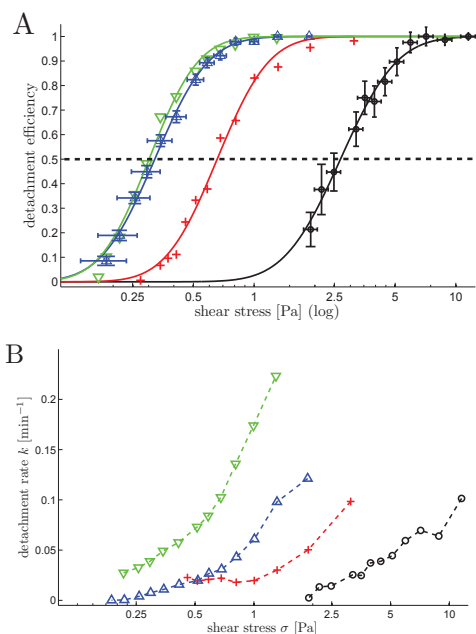 A
detachment efficiency
1
0.9
0.8
0.7
0.6
0.5
0.4
0.3
0.2
0.1
0
0.25 0.5 1 2.5 5 10
shear stress [Pa] (log)
B
detachment rate k [min⁻¹]
0.2
0.15
0.1
0.05
0
0.25 0.5 1 2.5 5 10
shear stress σ [Pa]